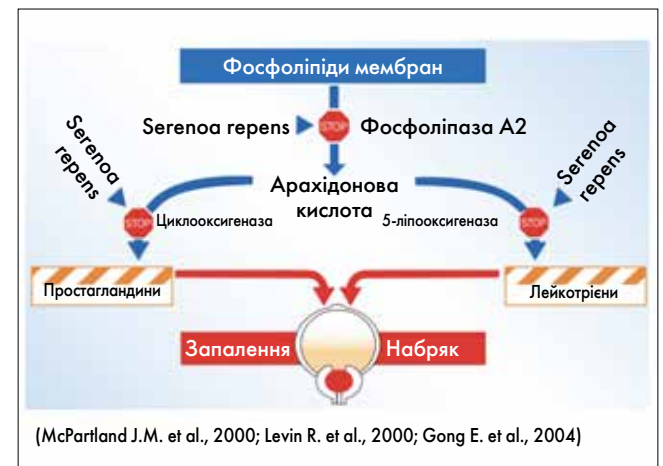 Фосфоліпіди мембран
Serenoa repens
STOP
Фосфоліпаза А2
Serenoa
repens
Serenoa
repens
Арахідонова
кислота
STOP
Циклооксигеназа
5-ліпооксигеназа
STOP
Простагландини
Лейкотрієни
Запалення
Набряк
(McPartland J.M. et al., 2000; Levin R. et al., 2000; Gong E. et al., 2004)